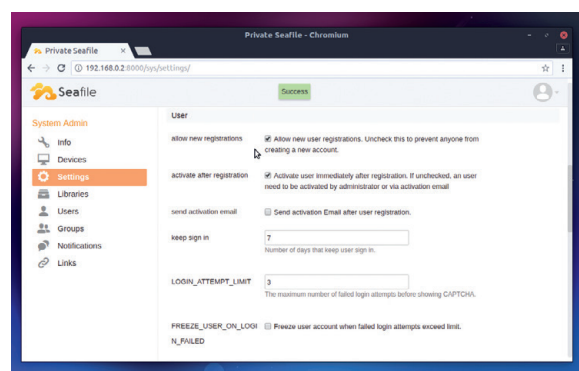 Private Seafile - Chromium
Private Seafile
192.168.0.2:8000/sys/settings/
Seafile
Success
System Admin
Info
Devices
Settings
Libraries
Users
Groups
Notifications
Links
User
allow new registrations
Allow new user registrations. Uncheck this to prevent anyone from
creating a new account.
activate after registration
Activate user immediately after registration. If unchecked, an user
need to be activated by administrator or via activation email
send activation email
Send activation Email after user registration.
keep sign in
7
Number of days that keep user sign in.
LOGIN_ATTEMPT_LIMIT
3
The maximum number of failed login attempts before showing CAPTCHA.
FREEZE_USER_ON_LOGI
N_FAILED
Freeze user account when failed login attempts exceed limit.